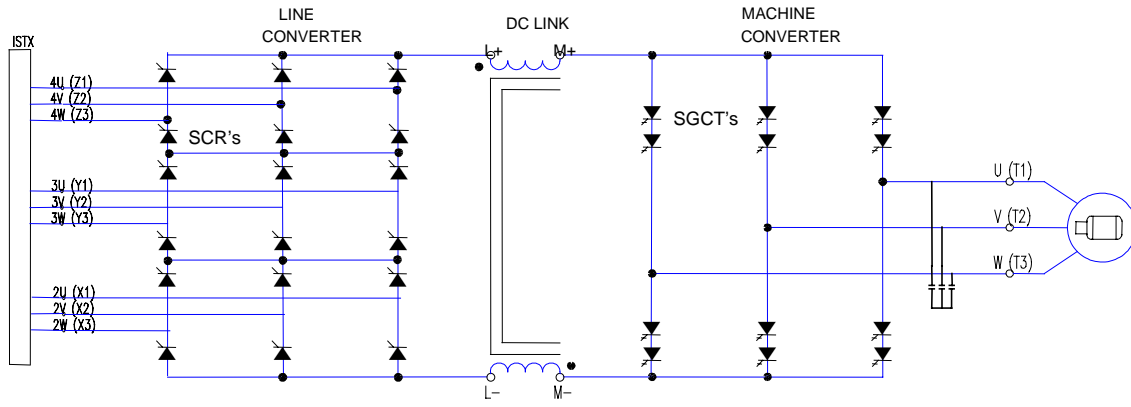 LINE
CONVERTER
DC LINK
MACHINE
CONVERTER
ISTX
L+
M+
4U (Z1)
4V (Z2)
4W (Z3)
SCR's
SGCT's
3U (Y1)
3V (Y2)
3W (Y3)
U (T1)
V (T2)
W (T3)
2U (X1)
2V (X2)
2W (X3)
L-
M-